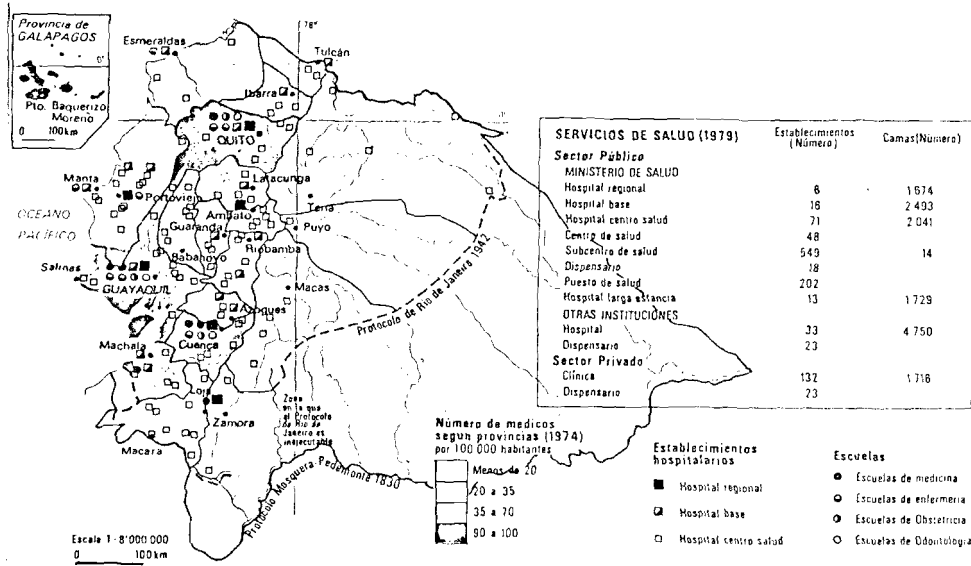 Provincia de
GALAPAGOS
0°
Pto. Baquerizo
Moreno
0 100km
78°
Esmeraldas
Tulcán
Ibarra
QUITO
Manta
Portoviejo
Latacunga
Ambato
Tena
Puyo
Guaranda
Riobamba
Babahoyo
OCEANO
PACÍFICO
Salinas
GUAYAQUIL
Macas
Azogues
Cuenca
Machala
Loja
Zamora
Macara
Protocolo de Rio de Janeiro 1942
Zona
en la que
el Protocolo
de Rio de
Janeiro es
inejecutable
Protocolo Mosquera-Pedemonte 1830
Escala 1-8'000 000
0 100km
SERVICIOS DE SALUD (1979) Establecimientos (Número) Camas (Número)
Sector Público
MINISTERIO DE SALUD
Hospital regional 6 1 674
Hospital base 16 2 493
Hospital centro salud 71 2 041
Centro de salud 48
Subcentro de salud 549 14
Dispensario 18
Puesto de salud 202
Hospital larga estancia 13 1 729
OTRAS INSTITUCIONES
Hospital 33 4 750
Dispensario 23
Sector Privado
Clínica 132 1 716
Dispensario 23
Número de medicos
segun provincias (1974)
por 100 000 habitantes
Menos de 20
20 a 35
35 a 70
90 a 100
Establecimientos
hospitalarios
Hospital regional
Hospital base
Hospital centro salud
Escuelas
Escuelas de medicina
Escuelas de enfermeria
Escuelas de Obstetricia
Escuelas de Odontologia